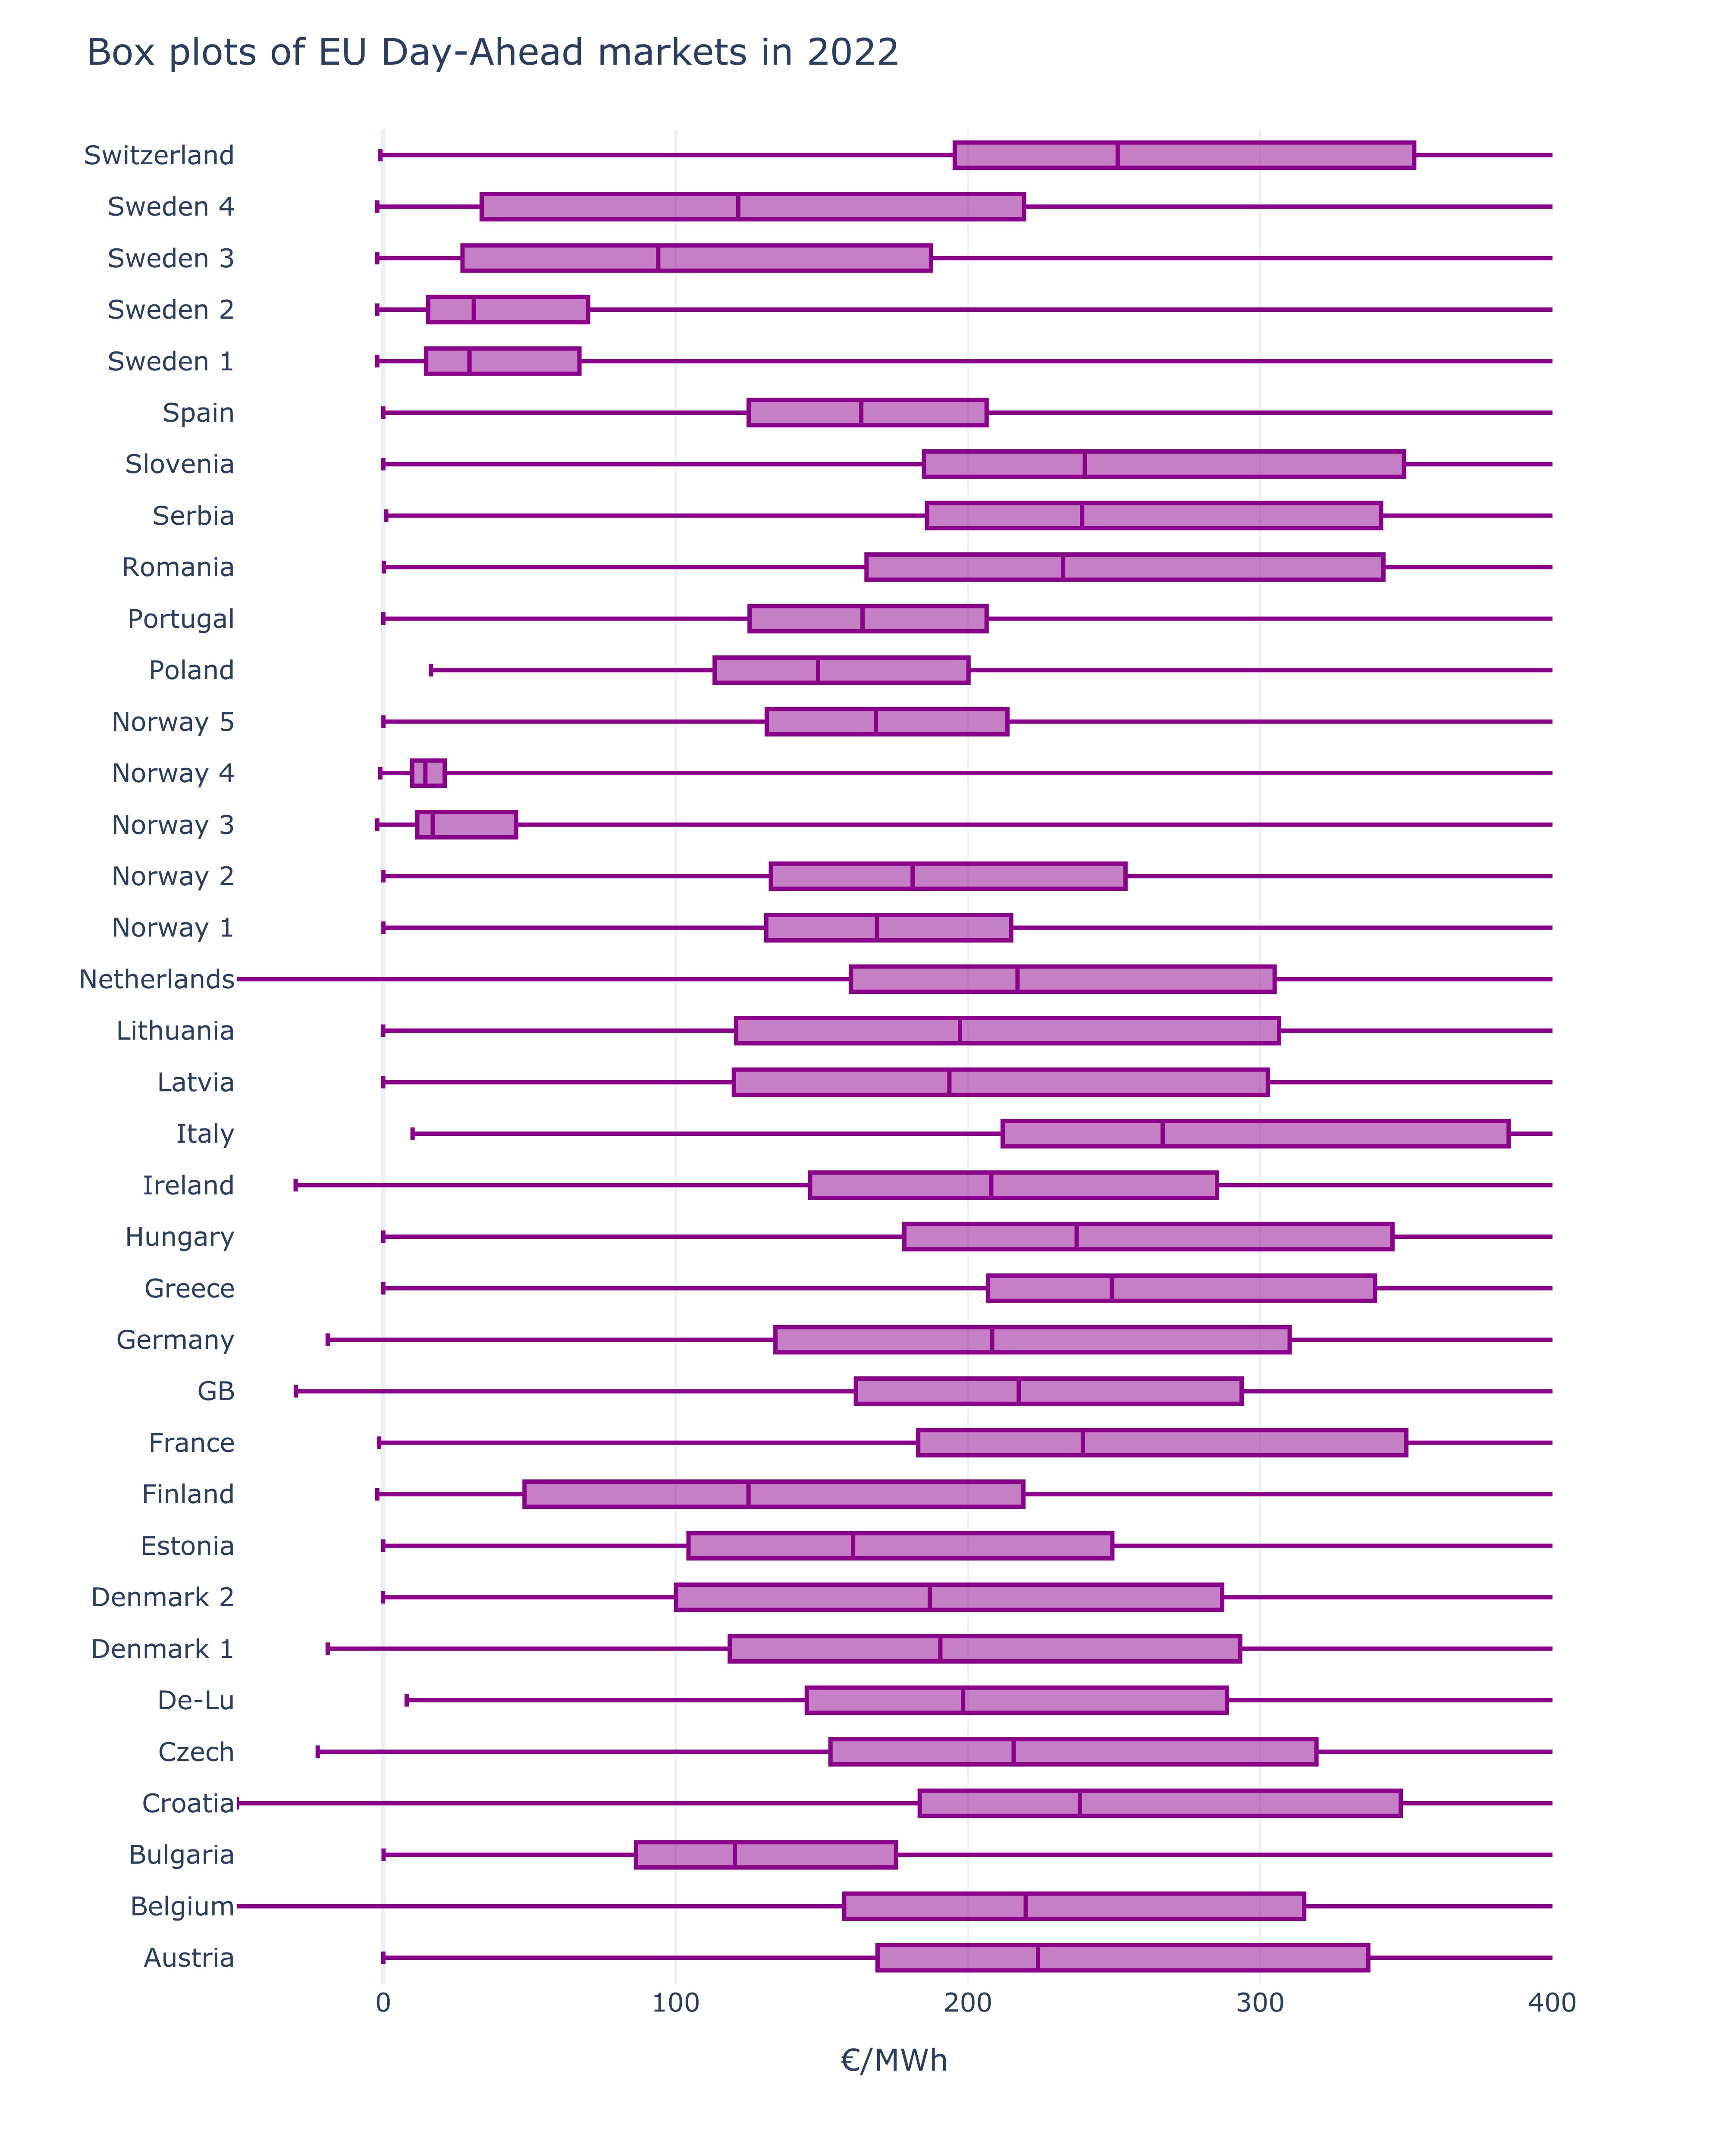 Box plots of EU Day-Ahead markets in 2022
Switzerland
Sweden 4
Sweden 3
Sweden 2
Sweden 1
Spain
Slovenia
Serbia
Romania
Portugal
Poland
Norway 5
Norway 4
Norway 3
Norway 2
Norway 1
Netherlands
Lithuania
Latvia
Italy
Ireland
Hungary
Greece
Germany
GB
France
Finland
Estonia
Denmark 2
Denmark 1
De-Lu
Czech
Croatia
Bulgaria
Belgium
Austria
0 100 200 300 400
€/MWh